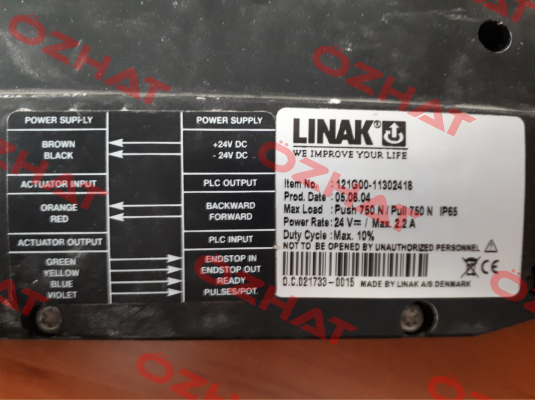 POWER SUPPLY POWER SUPPLY
BROWN +24V DC
BLACK - 24V DC
ACTUATOR INPUT PLC OUTPUT
ORANGE BACKWARD
RED FORWARD
ACTUATOR OUTPUT PLC INPUT
GREEN ENDSTOP IN
YELLOW ENDSTOP OUT
BLUE READY
VIOLET PULSES/POT.
LINAK®
WE IMPROVE YOUR LIFE
Item No. : 121G00-11302418
Prod. Date : 05.08.04
Max Load : Push 750 N / Pull 750 N IP65
Power Rate: 24 V⎓ / Max. 2.2 A
Duty Cycle : Max. 10%
NOT TO BE OPENED BY UNAUTHORIZED PERSONNEL
CE
O.C.021733-0015 MADE BY LINAK A/S DENMARK
OZHAT
OZHAT
OZHAT
OZHAT
OZHAT